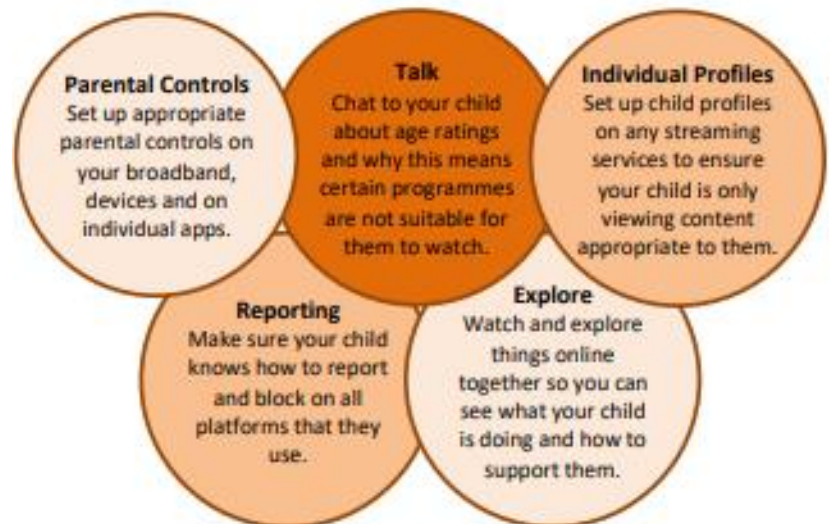 Parental Controls
Set up appropriate
parental controls on
your broadband,
devices and on
individual apps.
Talk
Chat to your child
about age ratings
and why this means
certain programmes
are not suitable for
them to watch.
Individual Profiles
Set up child profiles
on any streaming
services to ensure
your child is only
viewing content
appropriate to them.
Reporting
Make sure your child
knows how to report
and block on all
platforms that they
use.
Explore
Watch and explore
things online
together so you can
see what your child
is doing and how to
support them.